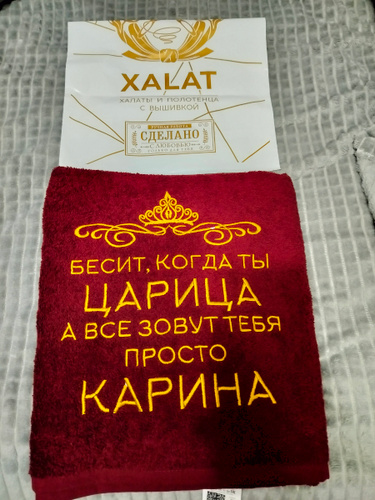 XALAT
ХАЛАТЫ И ПОЛОТЕНЦА
С ВЫШИВКОЙ
СДЕЛАНО
С ЛЮБОВЬЮ
БЕСИТ, КОГДА ТЫ
ЦАРИЦА
А ВСЕ ЗОВУТ ТЕБЯ
ПРОСТО
КАРИНА